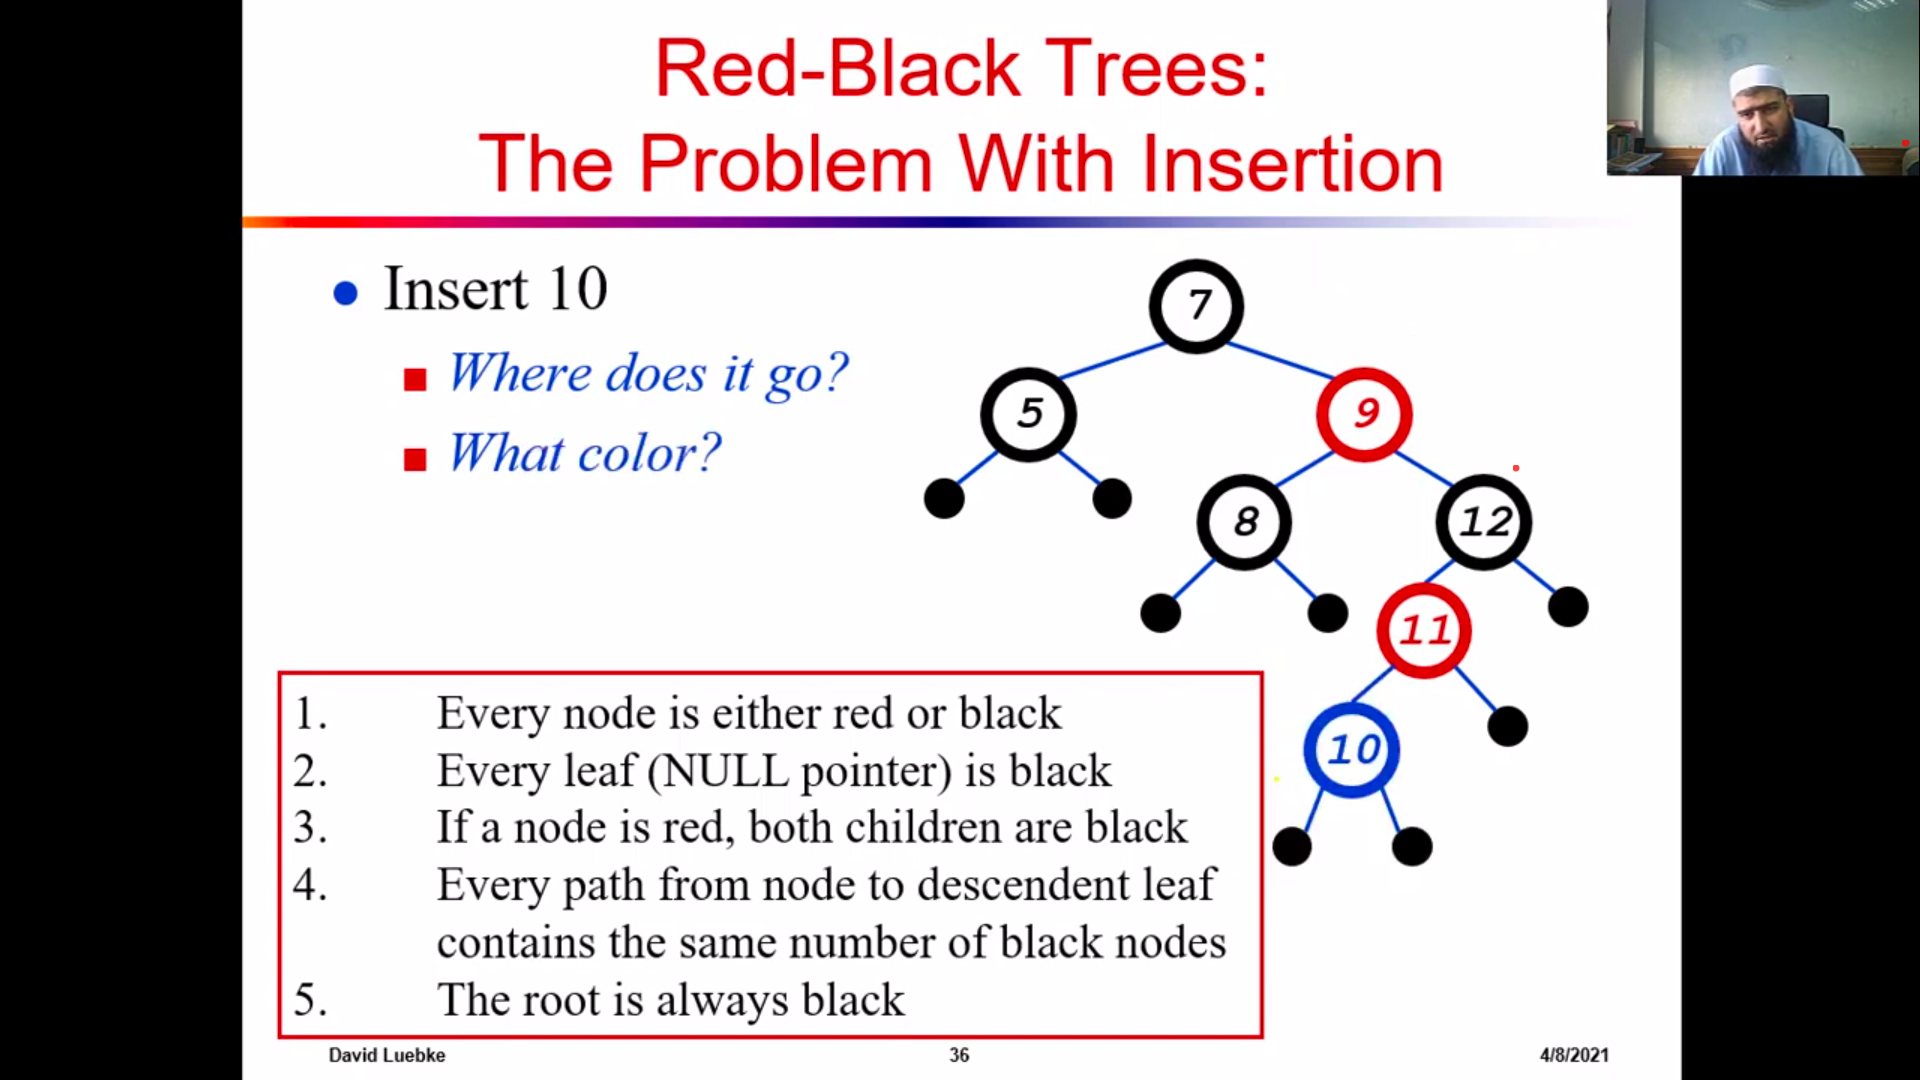 Red-Black Trees:
The Problem With Insertion
Insert 10
Where does it go?
What color?
7
5
9
8
12
11
10
1. Every node is either red or black
2. Every leaf (NULL pointer) is black
3. If a node is red, both children are black
4. Every path from node to descendent leaf
contains the same number of black nodes
5. The root is always black
David Luebke
36
4/8/2021